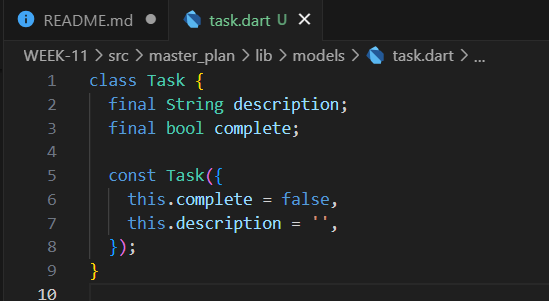 README.md
task.dart U
WEEK-11 > src > master_plan > lib > models > task.dart > ...
1 class Task {
2 final String description;
3 final bool complete;
4
5 const Task({
6 this.complete = false,
7 this.description = '',
8 });
9 }
10